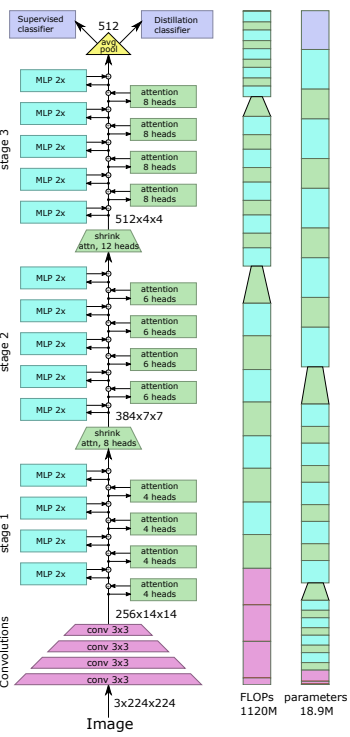 Supervised
classifier
512
Distillation
classifier
avg
pool
MLP 2x
attention
8 heads
MLP 2x
attention
8 heads
stage 3
MLP 2x
attention
8 heads
MLP 2x
attention
8 heads
MLP 2x
512x4x4
shrink
attn, 12 heads
MLP 2x
attention
6 heads
MLP 2x
attention
6 heads
stage 2
MLP 2x
attention
6 heads
MLP 2x
attention
6 heads
MLP 2x
384x7x7
shrink
attn, 8 heads
MLP 2x
attention
4 heads
MLP 2x
attention
4 heads
stage 1
MLP 2x
attention
4 heads
MLP 2x
attention
4 heads
256x14x14
Convolutions
conv 3x3
conv 3x3
conv 3x3
conv 3x3
3x224x224
Image
FLOPs
1120M
parameters
18.9M